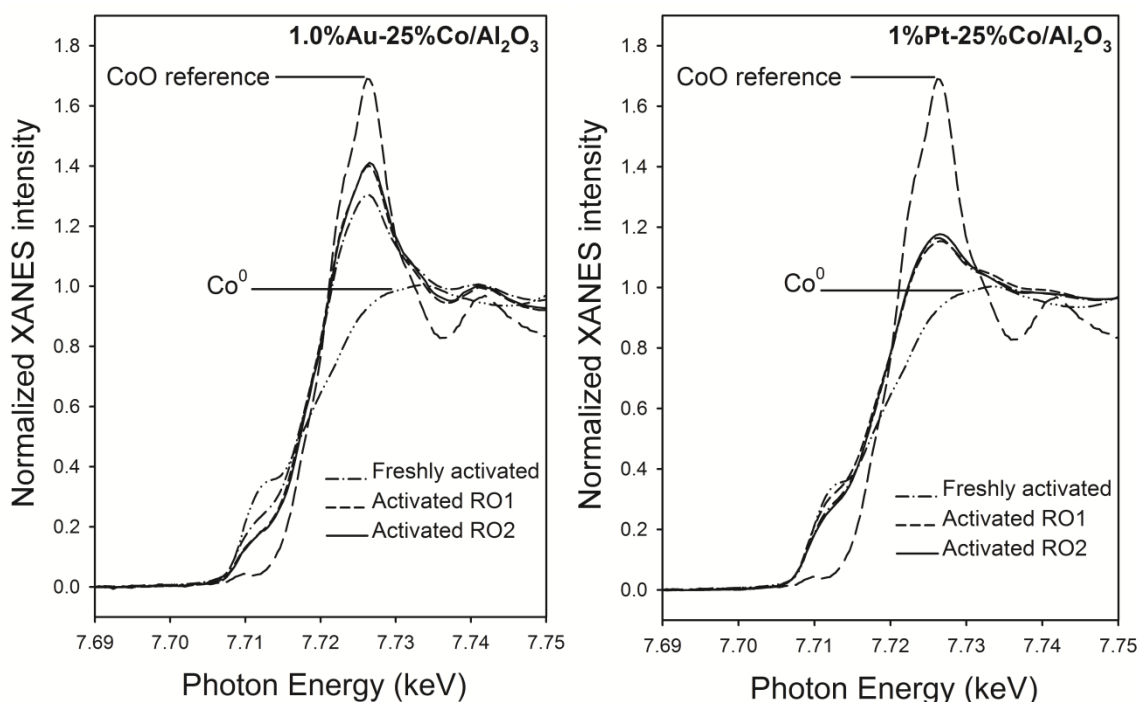 1.0%Au-25%Co/Al2O3
CoO reference
Co0
Freshly activated
Activated RO1
Activated RO2
Normalized XANES intensity
1.8
1.6
1.4
1.2
1.0
0.8
0.6
0.4
0.2
0.0
7.69 7.70 7.71 7.72 7.73 7.74 7.75
Photon Energy (keV)
1%Pt-25%Co/Al2O3
CoO reference
Co0
Freshly activated
Activated RO1
Activated RO2
Normalized XANES intensity
1.8
1.6
1.4
1.2
1.0
0.8
0.6
0.4
0.2
0.0
7.69 7.70 7.71 7.72 7.73 7.74 7.75
Photon Energy (keV)